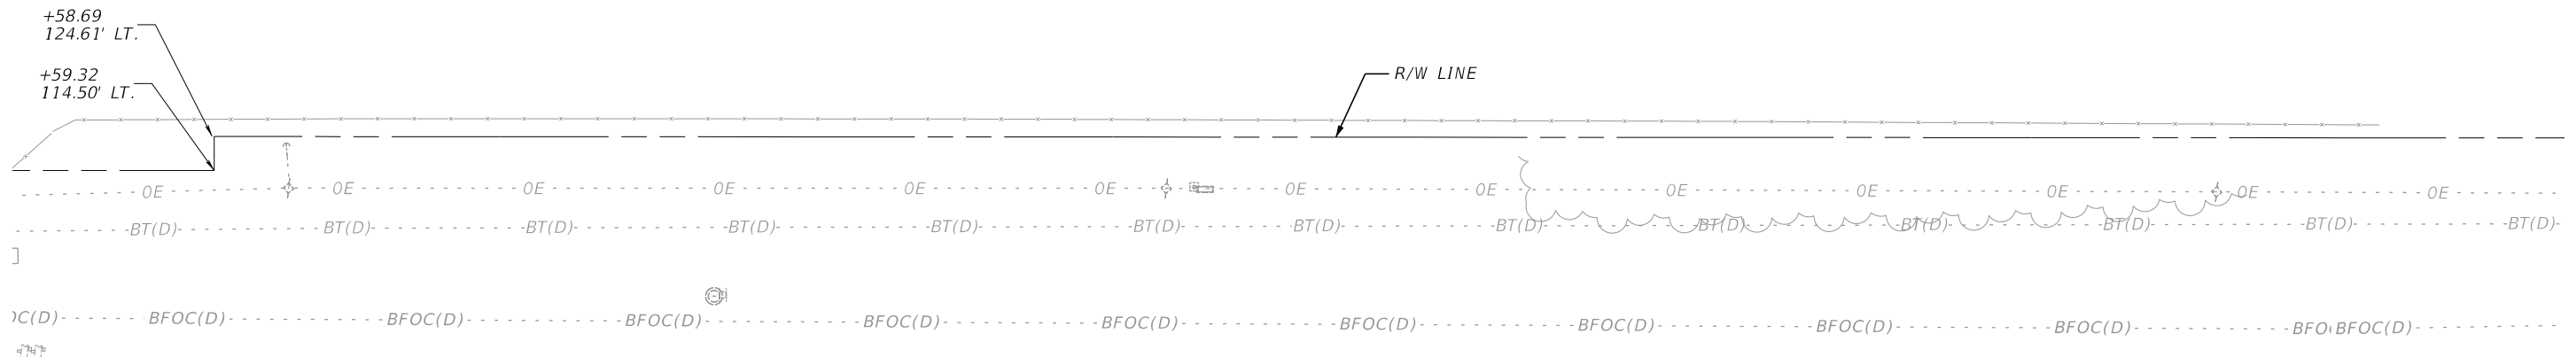 +58.69
124.61' LT.
+59.32
114.50' LT.
R/W LINE
OE OE OE OE OE OE OE OE OE OE OE OE OE
BT(D) BT(D) BT(D) BT(D) BT(D) BT(D) BT(D) BT(D) BT(D) BT(D) BT(D) BT(D) BT(D)
OC(D) BFOC(D) BFOC(D) BFOC(D) BFOC(D) BFOC(D) BFOC(D) BFOC(D) BFOC(D) BFOC(D) BFO BFOC(D)